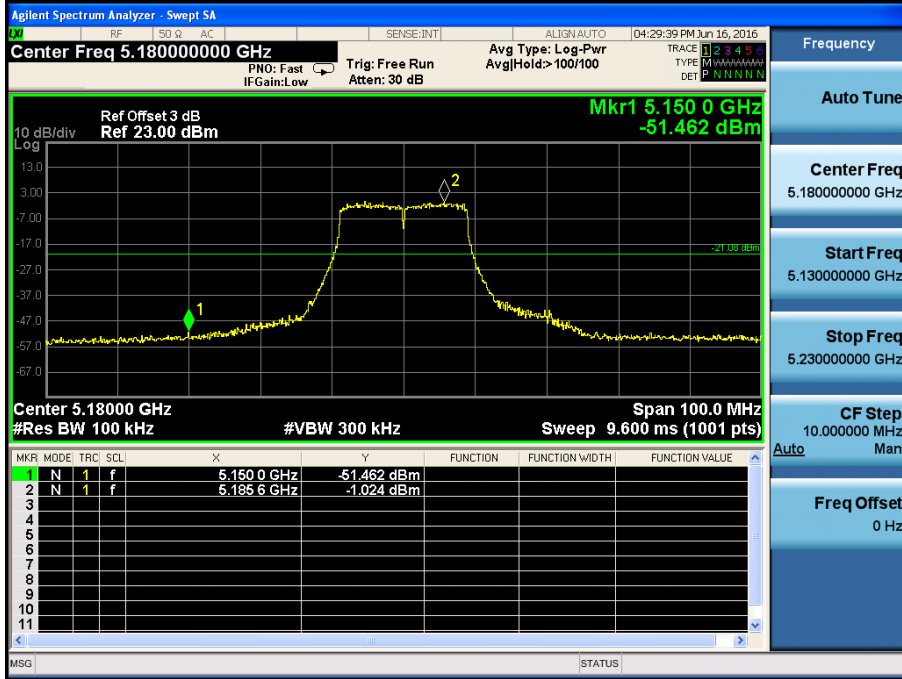 Agilent Spectrum Analyzer - Swept SA
LXI RF 50 Ω AC SENSE:INT ALIGNAUTO 04:29:39 PM Jun 16, 2016
Center Freq 5.180000000 GHz
PNO: Fast
IFGain:Low
Trig: Free Run
Atten: 30 dB
Avg Type: Log-Pwr
Avg|Hold:>100/100
TRACE 1 2 3 4 5 6
TYPE M
DET P N N N N N
Ref Offset 3 dB
10 dB/div Ref 23.00 dBm
Log
Mkr1 5.150 0 GHz
-51.462 dBm
13.0
3.00
-7.00
-17.0
-27.0
-37.0
-47.0
-57.0
-67.0
2
-21.08 dBm
1
Center 5.18000 GHz Span 100.0 MHz
#Res BW 100 kHz #VBW 300 kHz Sweep 9.600 ms (1001 pts)
MKR MODE TRC SCL X Y FUNCTION FUNCTION WIDTH FUNCTION VALUE
1 N 1 f 5.150 0 GHz -51.462 dBm
2 N 1 f 5.185 6 GHz -1.024 dBm
3
4
5
6
7
8
9
10
11
MSG STATUS
Frequency
Auto Tune
Center Freq
5.180000000 GHz
Start Freq
5.130000000 GHz
Stop Freq
5.230000000 GHz
CF Step
10.000000 MHz
Auto Man
Freq Offset
0 Hz